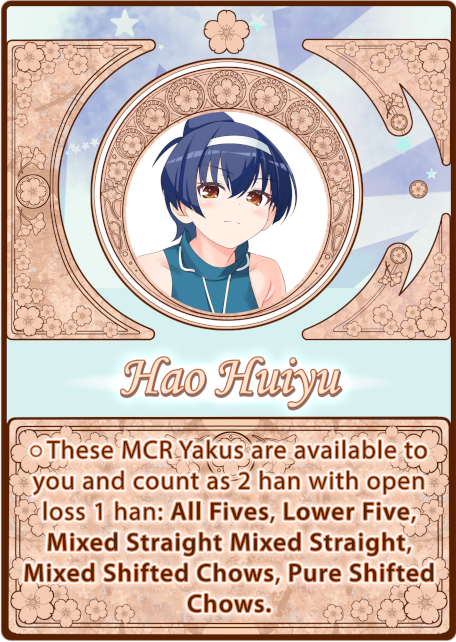 Hao Huiyu
○These MCR Yakus are available to
you and count as 2 han with open
loss 1 han: All Fives, Lower Five,
Mixed Straight Mixed Straight,
Mixed Shifted Chows, Pure Shifted
Chows.